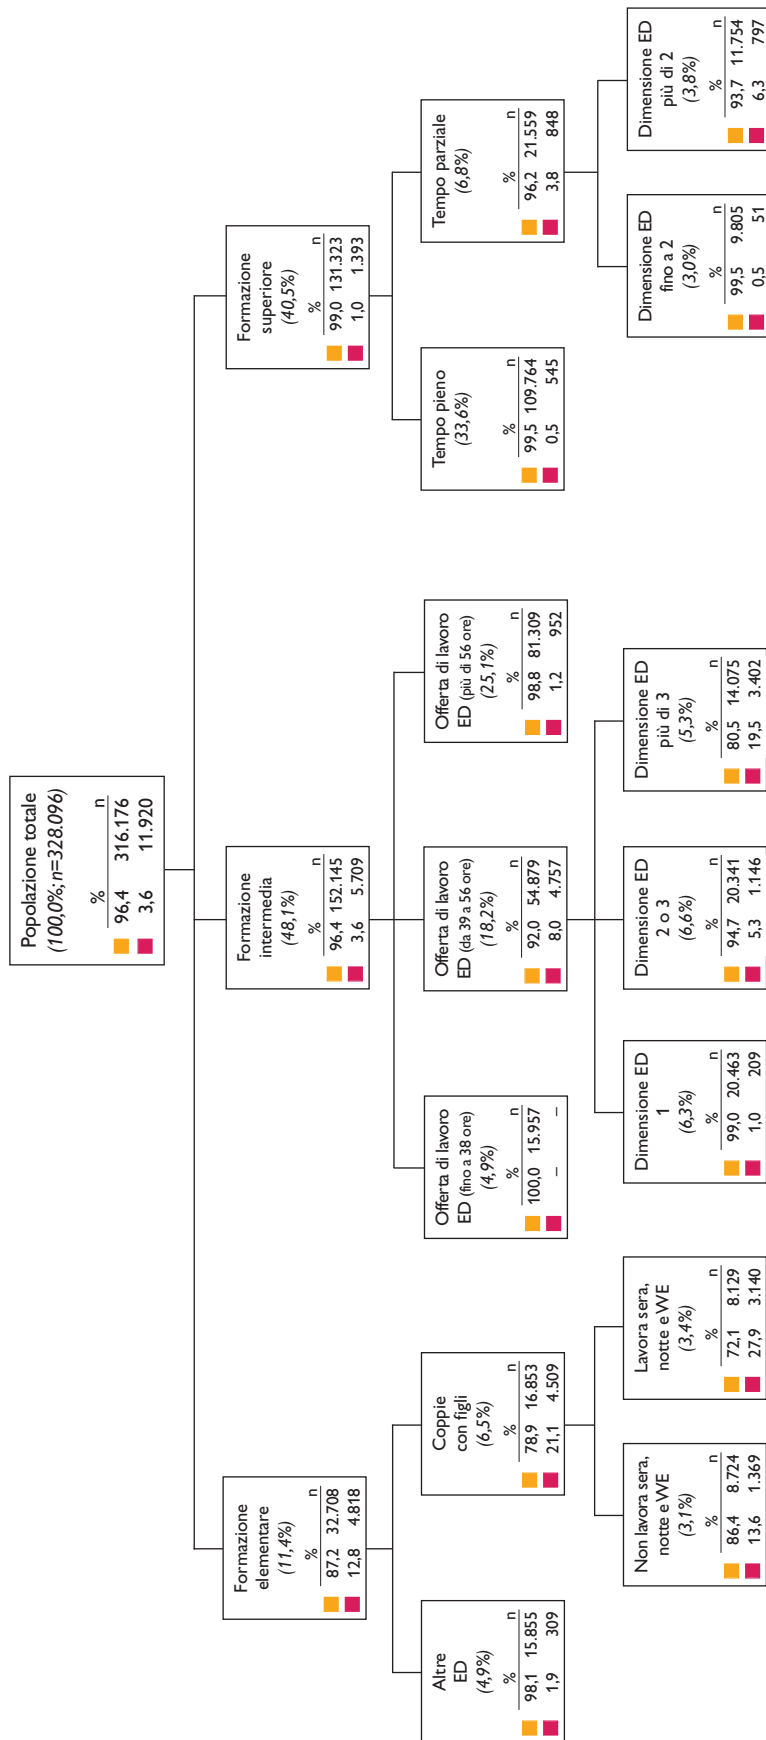 Popolazione totale
(100,0%; n=328.096)
% n
96,4 316.176
3,6 11.920
Formazione
elementare
(11,4%)
% n
87,2 32.708
12,8 4.818
Formazione
intermedia
(48,1%)
% n
96,4 152.145
3,6 5.709
Formazione
superiore
(40,5%)
% n
99,0 131.323
1,0 1.393
Altre
ED
(4,9%)
% n
98,1 15.855
1,9 309
Coppie
con figli
(6,5%)
% n
78,9 16.853
21,1 4.509
Offerta di lavoro
ED (fino a 38 ore)
(4,9%)
% n
100,0 15.957
– –
Offerta di lavoro
ED (da 39 a 56 ore)
(18,2%)
% n
92,0 54.879
8,0 4.757
Offerta di lavoro
ED (più di 56 ore)
(25,1%)
% n
98,8 81.309
1,2 952
Tempo pieno
(33,6%)
% n
99,5 109.764
0,5 545
Tempo parziale
(6,8%)
% n
96,2 21.559
3,8 848
Non lavora sera,
notte e WE
(3,1%)
% n
86,4 8.724
13,6 1.369
Lavora sera,
notte e WE
(3,4%)
% n
72,1 8.129
27,9 3.140
Dimensione ED
1
(6,3%)
% n
99,0 20.463
1,0 209
Dimensione ED
2 o 3
(6,6%)
% n
94,7 20.341
5,3 1.146
Dimensione ED
più di 3
(5,3%)
% n
80,5 14.075
19,5 3.402
Dimensione ED
fino a 2
(3,0%)
% n
99,5 9.805
0,5 51
Dimensione ED
più di 2
(3,8%)
% n
93,7 11.754
6,3 797